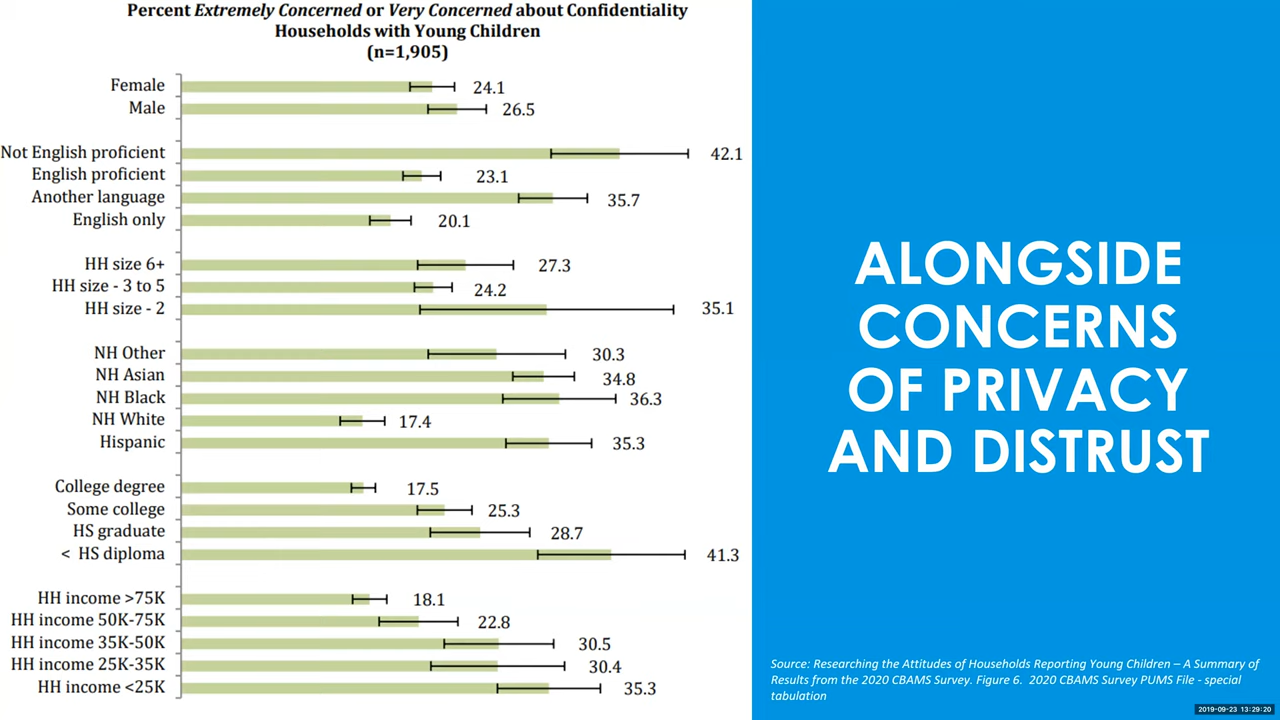 Percent Extremely Concerned or Very Concerned about Confidentiality
Households with Young Children
(n=1,905)
Female 24.1
Male 26.5
Not English proficient 42.1
English proficient 23.1
Another language 35.7
English only 20.1
HH size 6+ 27.3
HH size - 3 to 5 24.2
HH size - 2 35.1
NH Other 30.3
NH Asian 34.8
NH Black 36.3
NH White 17.4
Hispanic 35.3
College degree 17.5
Some college 25.3
HS graduate 28.7
< HS diploma 41.3
HH income >75K 18.1
HH income 50K-75K 22.8
HH income 35K-50K 30.5
HH income 25K-35K 30.4
HH income <25K 35.3
ALONGSIDE
CONCERNS
OF PRIVACY
AND DISTRUST
Source: Researching the Attitudes of Households Reporting Young Children – A Summary of
Results from the 2020 CBAMS Survey. Figure 6.  2020 CBAMS Survey PUMS File - special
tabulation
2019-09-23 13:29:20